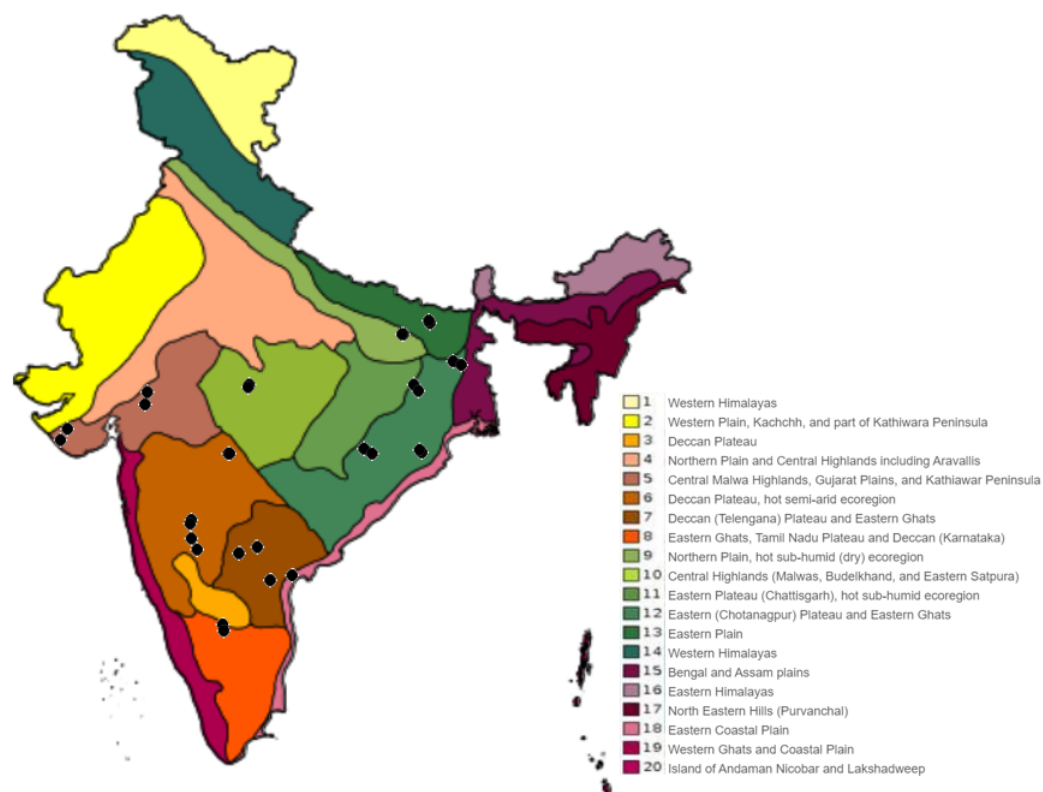 1 Western Himalayas
2 Western Plain, Kachchh, and part of Kathiwara Peninsula
3 Deccan Plateau
4 Northern Plain and Central Highlands including Aravallis
5 Central Malwa Highlands, Gujarat Plains, and Kathiawar Peninsula
6 Deccan Plateau, hot semi-arid ecoregion
7 Deccan (Telengana) Plateau and Eastern Ghats
8 Eastern Ghats, Tamil Nadu Plateau and Deccan (Karnataka)
9 Northern Plain, hot sub-humid (dry) ecoregion
10 Central Highlands (Malwas, Budelkhand, and Eastern Satpura)
11 Eastern Plateau (Chattisgarh), hot sub-humid ecoregion
12 Eastern (Chotanagpur) Plateau and Eastern Ghats
13 Eastern Plain
14 Western Himalayas
15 Bengal and Assam plains
16 Eastern Himalayas
17 North Eastern Hills (Purvanchal)
18 Eastern Coastal Plain
19 Western Ghats and Coastal Plain
20 Island of Andaman Nicobar and Lakshadweep